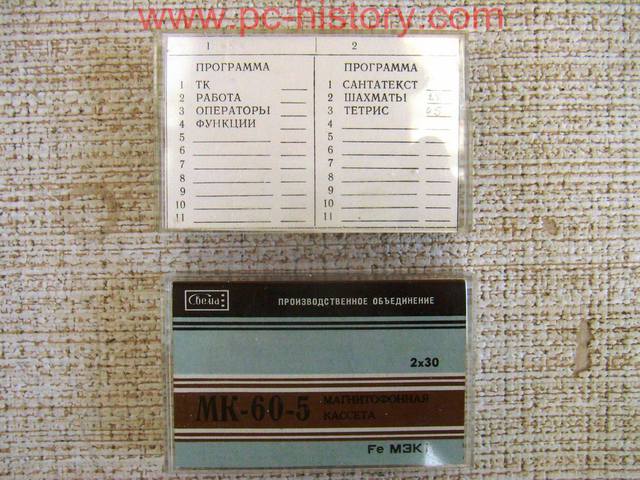 www.pc-history.com
1 2
ПРОГРАММА ПРОГРАММА
1 ТК 1 САНТАТЕКСТ
2 РАБОТА 2 ШАХМАТЫ
3 ОПЕРАТОРЫ 3 ТЕТРИС
4 ФУНКЦИИ 4
5 5
6 6
7 7
8 8
9 9
10 10
11 11
Свема
ПРОИЗВОДСТВЕННОЕ ОБЪЕДИНЕНИЕ
2х30
МК-60-5 МАГНИТОФОННАЯ
КАССЕТА
Fe МЭК I